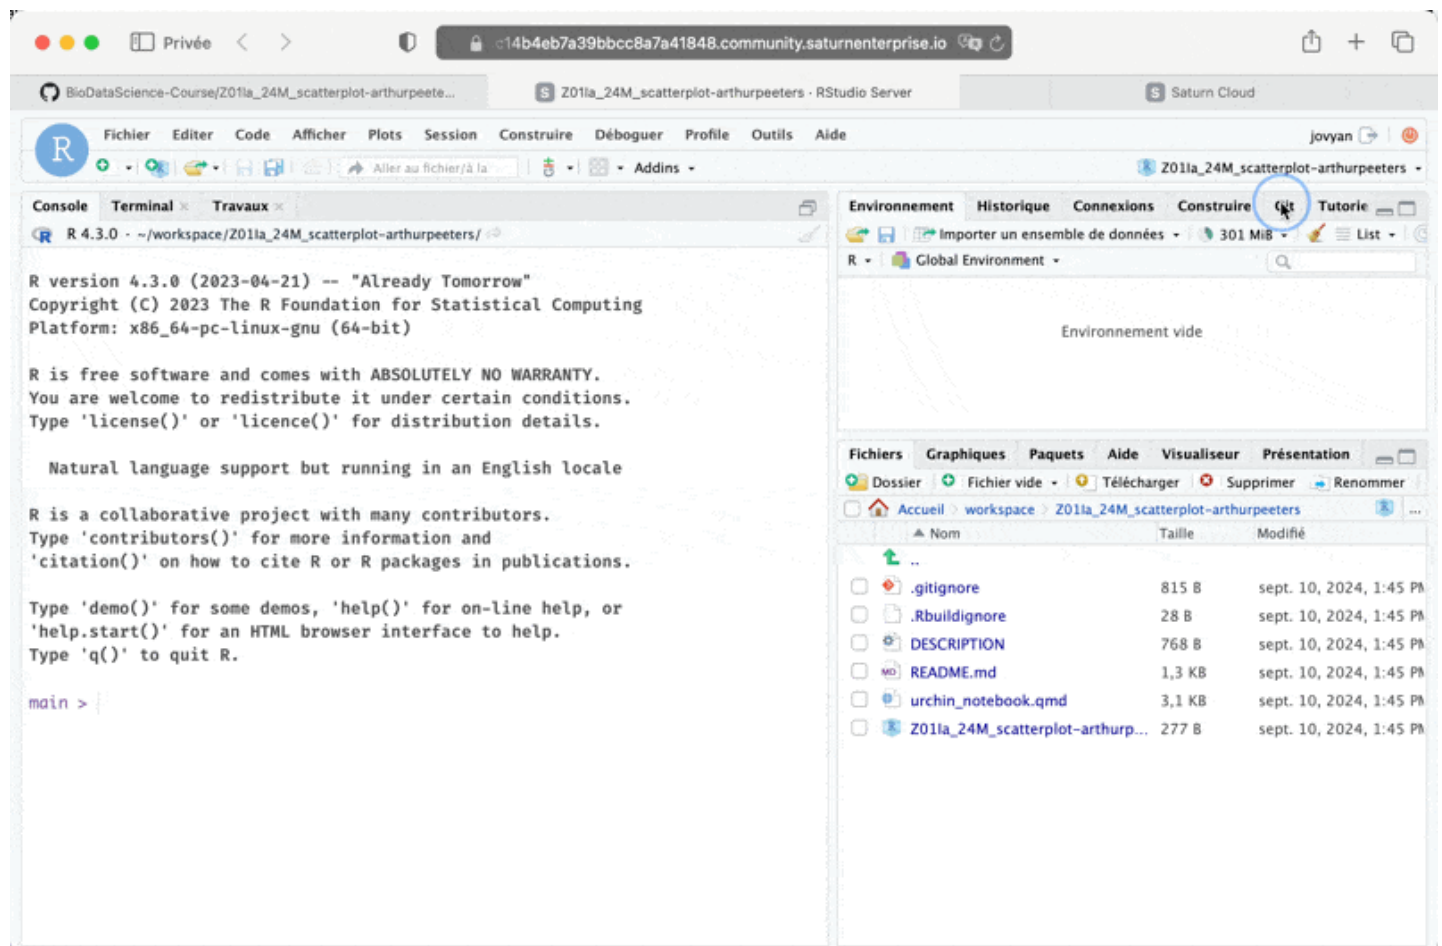 Privée
c14b4eb7a39bbcc8a7a41848.community.saturnenterprise.io
BioDataScience-Course/Z01Ia_24M_scatterplot-arthurpeete...
S Z01Ia_24M_scatterplot-arthurpeeters - RStudio Server
S Saturn Cloud
R Fichier Editer Code Afficher Plots Session Construire Déboguer Profile Outils Aide
jovyan
Aller au fichier/à la
Addins
Z01Ia_24M_scatterplot-arthurpeeters
Console Terminal Travaux
R 4.3.0 · ~/workspace/Z01Ia_24M_scatterplot-arthurpeeters/
R version 4.3.0 (2023-04-21) -- "Already Tomorrow"
Copyright (C) 2023 The R Foundation for Statistical Computing
Platform: x86_64-pc-linux-gnu (64-bit)
R is free software and comes with ABSOLUTELY NO WARRANTY.
You are welcome to redistribute it under certain conditions.
Type 'license()' or 'licence()' for distribution details.
Natural language support but running in an English locale
R is a collaborative project with many contributors.
Type 'contributors()' for more information and
'citation()' on how to cite R or R packages in publications.
Type 'demo()' for some demos, 'help()' for on-line help, or
'help.start()' for an HTML browser interface to help.
Type 'q()' to quit R.
main >
Environnement Historique Connexions Construire Git Tutorie
Importer un ensemble de données 301 MiB List
R Global Environment
Environnement vide
Fichiers Graphiques Paquets Aide Visualiseur Présentation
Dossier Fichier vide Télécharger Supprimer Renommer
Accueil workspace Z01Ia_24M_scatterplot-arthurpeeters ...
Nom Taille Modifié
..
.gitignore 815 B sept. 10, 2024, 1:45 PM
.Rbuildignore 28 B sept. 10, 2024, 1:45 PM
DESCRIPTION 768 B sept. 10, 2024, 1:45 PM
README.md 1,3 KB sept. 10, 2024, 1:45 PM
urchin_notebook.qmd 3,1 KB sept. 10, 2024, 1:45 PM
Z01Ia_24M_scatterplot-arthurp... 277 B sept. 10, 2024, 1:45 PM